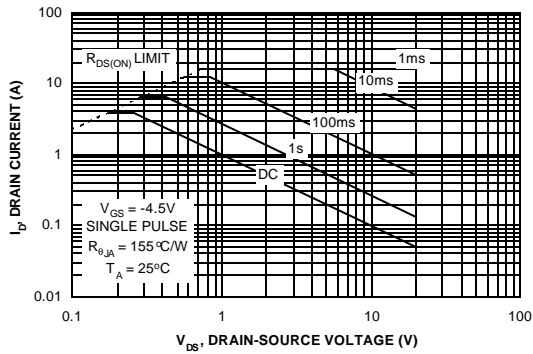 100
10
1
0.1
0.01
0.1
1
10
100
I_D, DRAIN CURRENT (A)
V_DS, DRAIN-SOURCE VOLTAGE (V)
R_DS(ON) LIMIT
1ms
10ms
100ms
1s
DC
V_GS = -4.5V
SINGLE PULSE
R_θJA = 155°C/W
T_A = 25°C